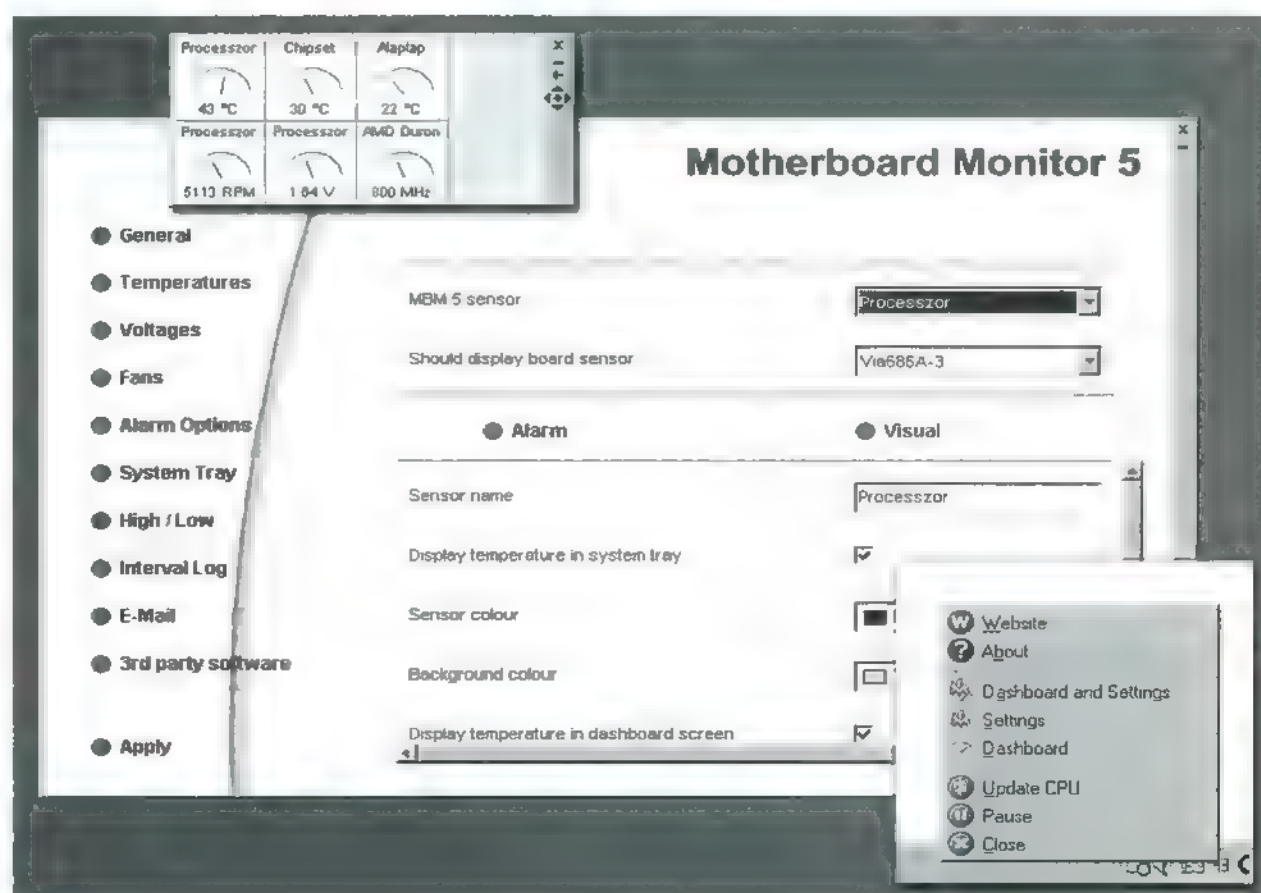 Processzor Chipset Alaplap
43 °C 30 °C 22 °C
Processzor Processzor AMD Duron
5113 RPM 1.64 V 800 MHz
Motherboard Monitor 5
General
Temperatures
Voltages
Fans
Alarm Options
System Tray
High / Low
Interval Log
E-Mail
3rd party software
Apply
MBM 5 sensor Processzor
Should display board sensor Via686A-3
Alarm Visual
Sensor name Processzor
Display temperature in system tray
Sensor colour
Background colour
Display temperature in dashboard screen
Website
About
Dashboard and Settings
Settings
Dashboard
Update CPU
Pause
Close